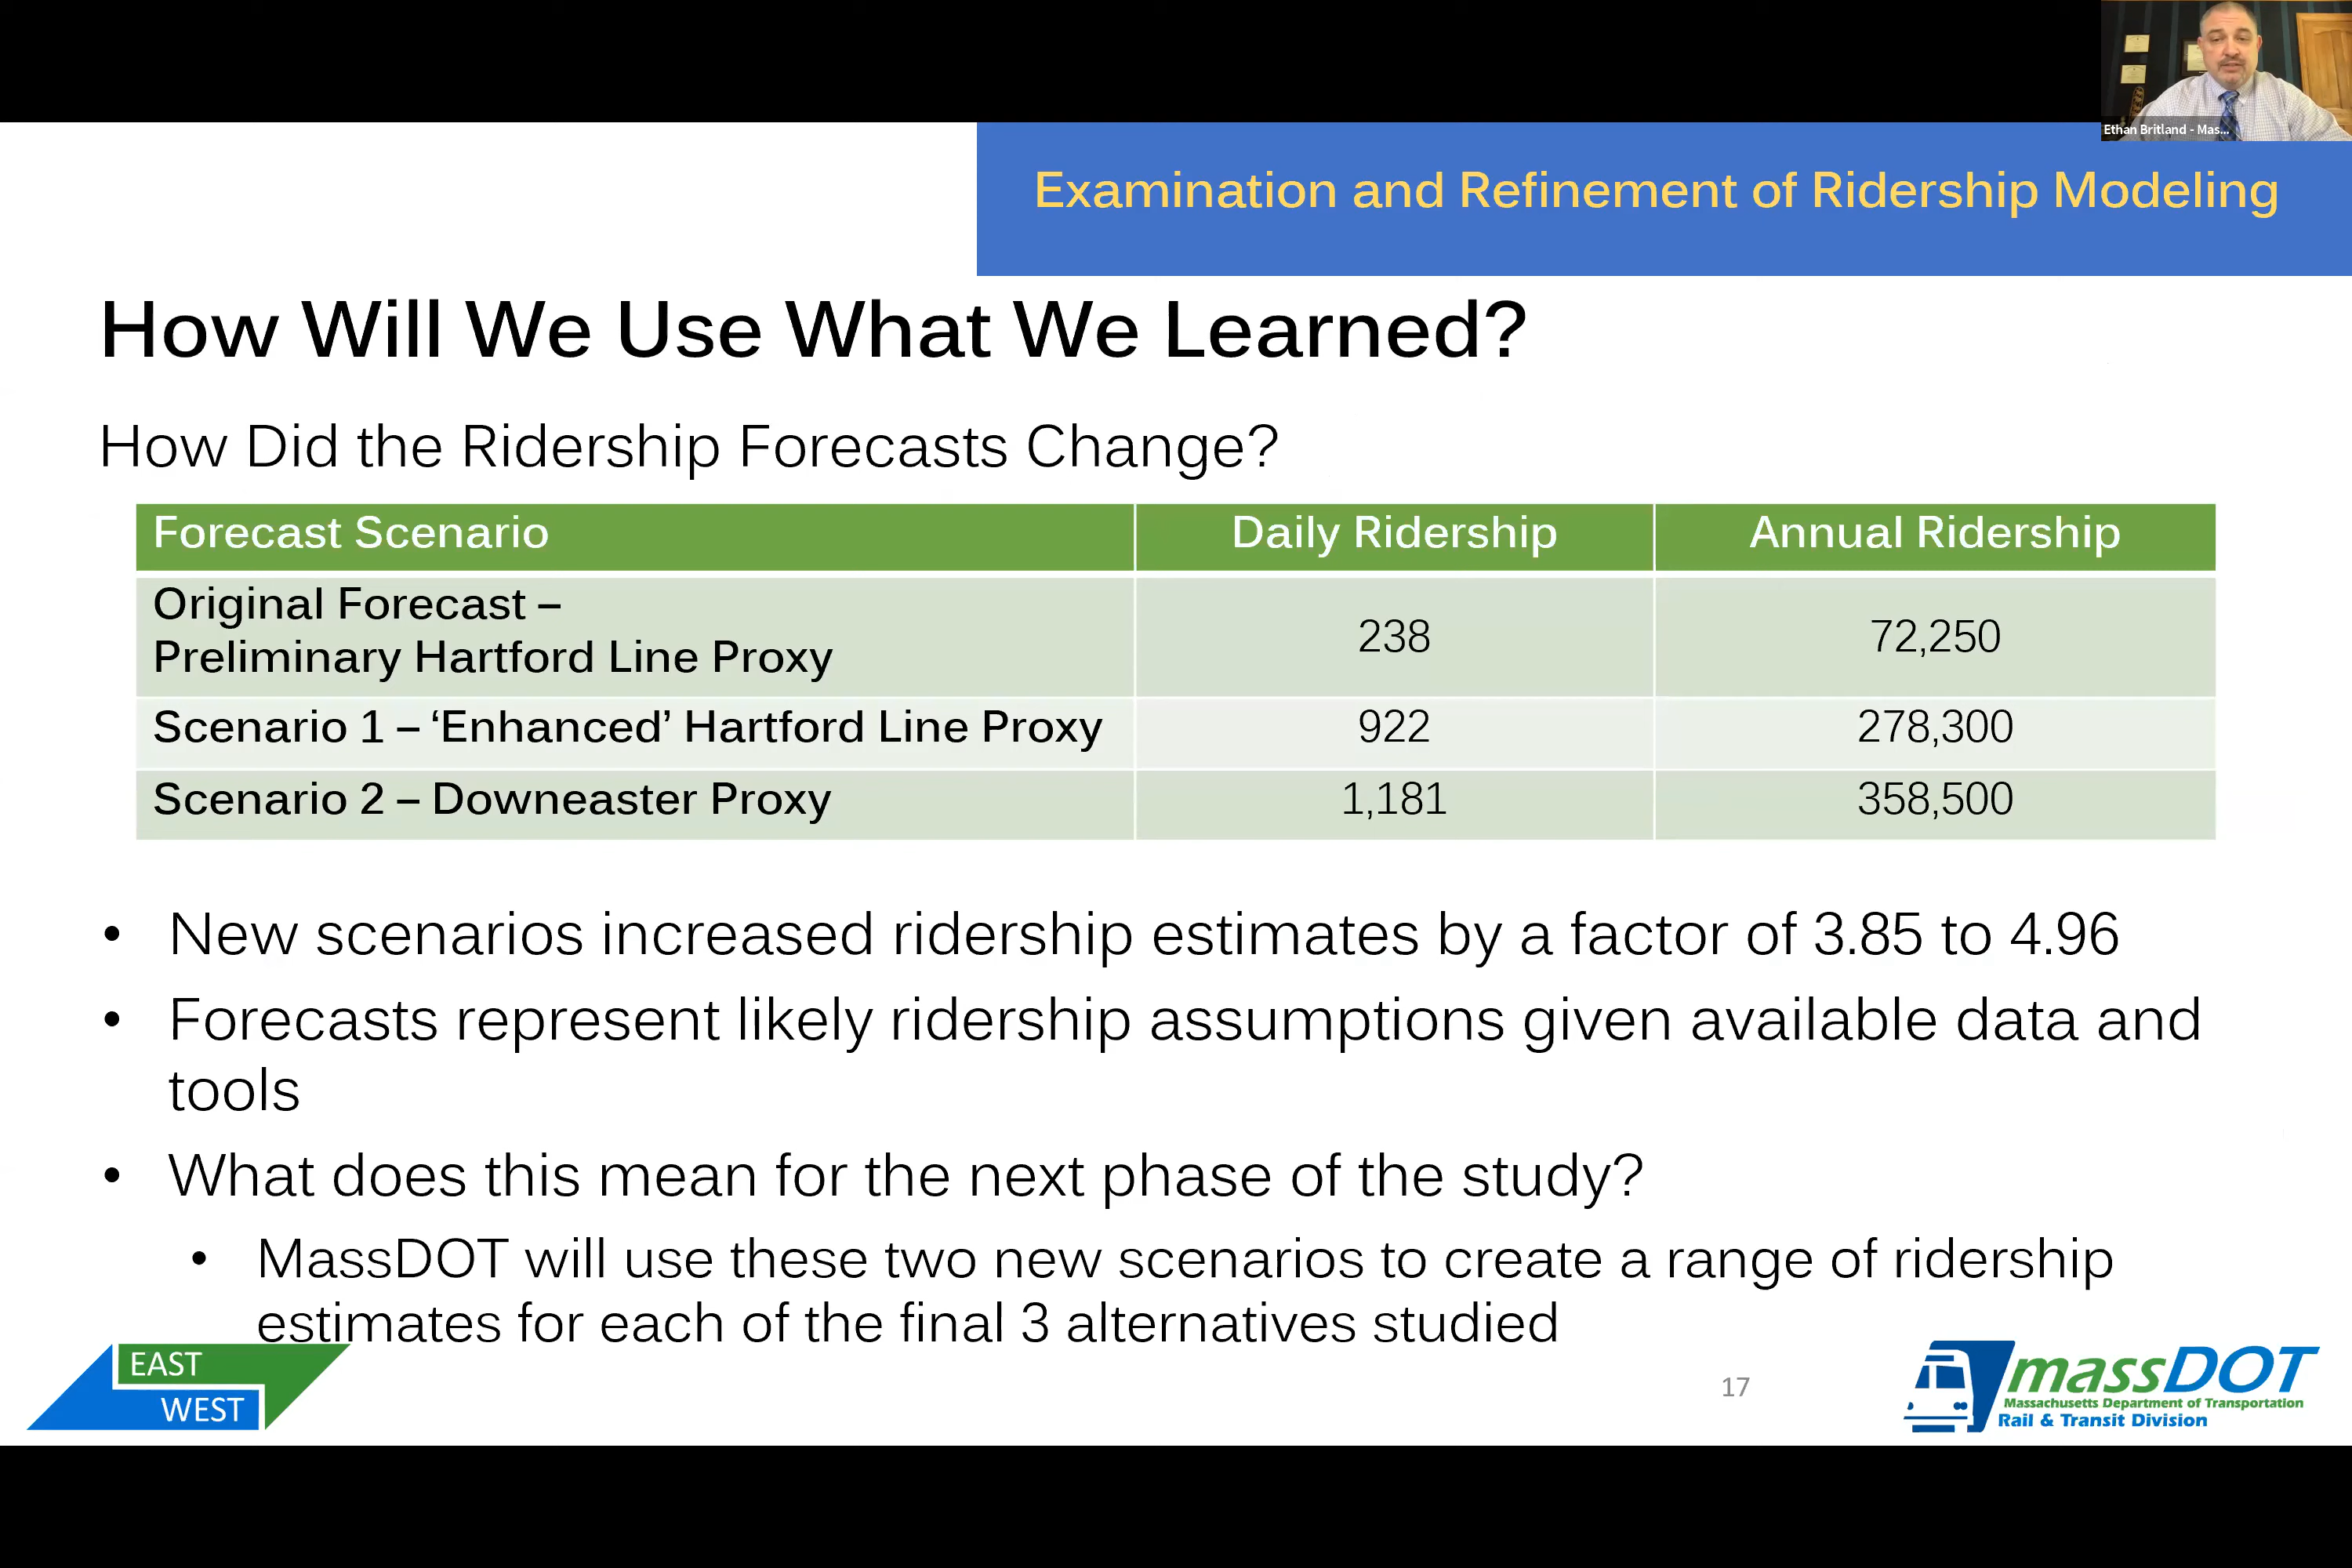 Ethan Britland - Mas...
Examination and Refinement of Ridership Modeling
How Will We Use What We Learned?
How Did the Ridership Forecasts Change?
Forecast Scenario Daily Ridership Annual Ridership
Original Forecast –
Preliminary Hartford Line Proxy 238 72,250
Scenario 1 – ‘Enhanced’ Hartford Line Proxy 922 278,300
Scenario 2 – Downeaster Proxy 1,181 358,500
• New scenarios increased ridership estimates by a factor of 3.85 to 4.96
• Forecasts represent likely ridership assumptions given available data and
tools
• What does this mean for the next phase of the study?
• MassDOT will use these two new scenarios to create a range of ridership
estimates for each of the final 3 alternatives studied
EAST
WEST
17
massDOT
Massachusetts Department of Transportation
Rail & Transit Division